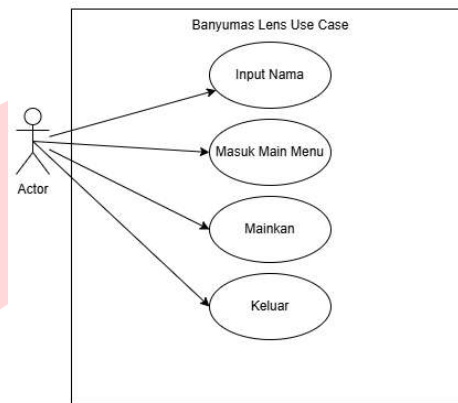 Banyumas Lens Use Case
Input Nama
Masuk Main Menu
Actor
Mainkan
Keluar